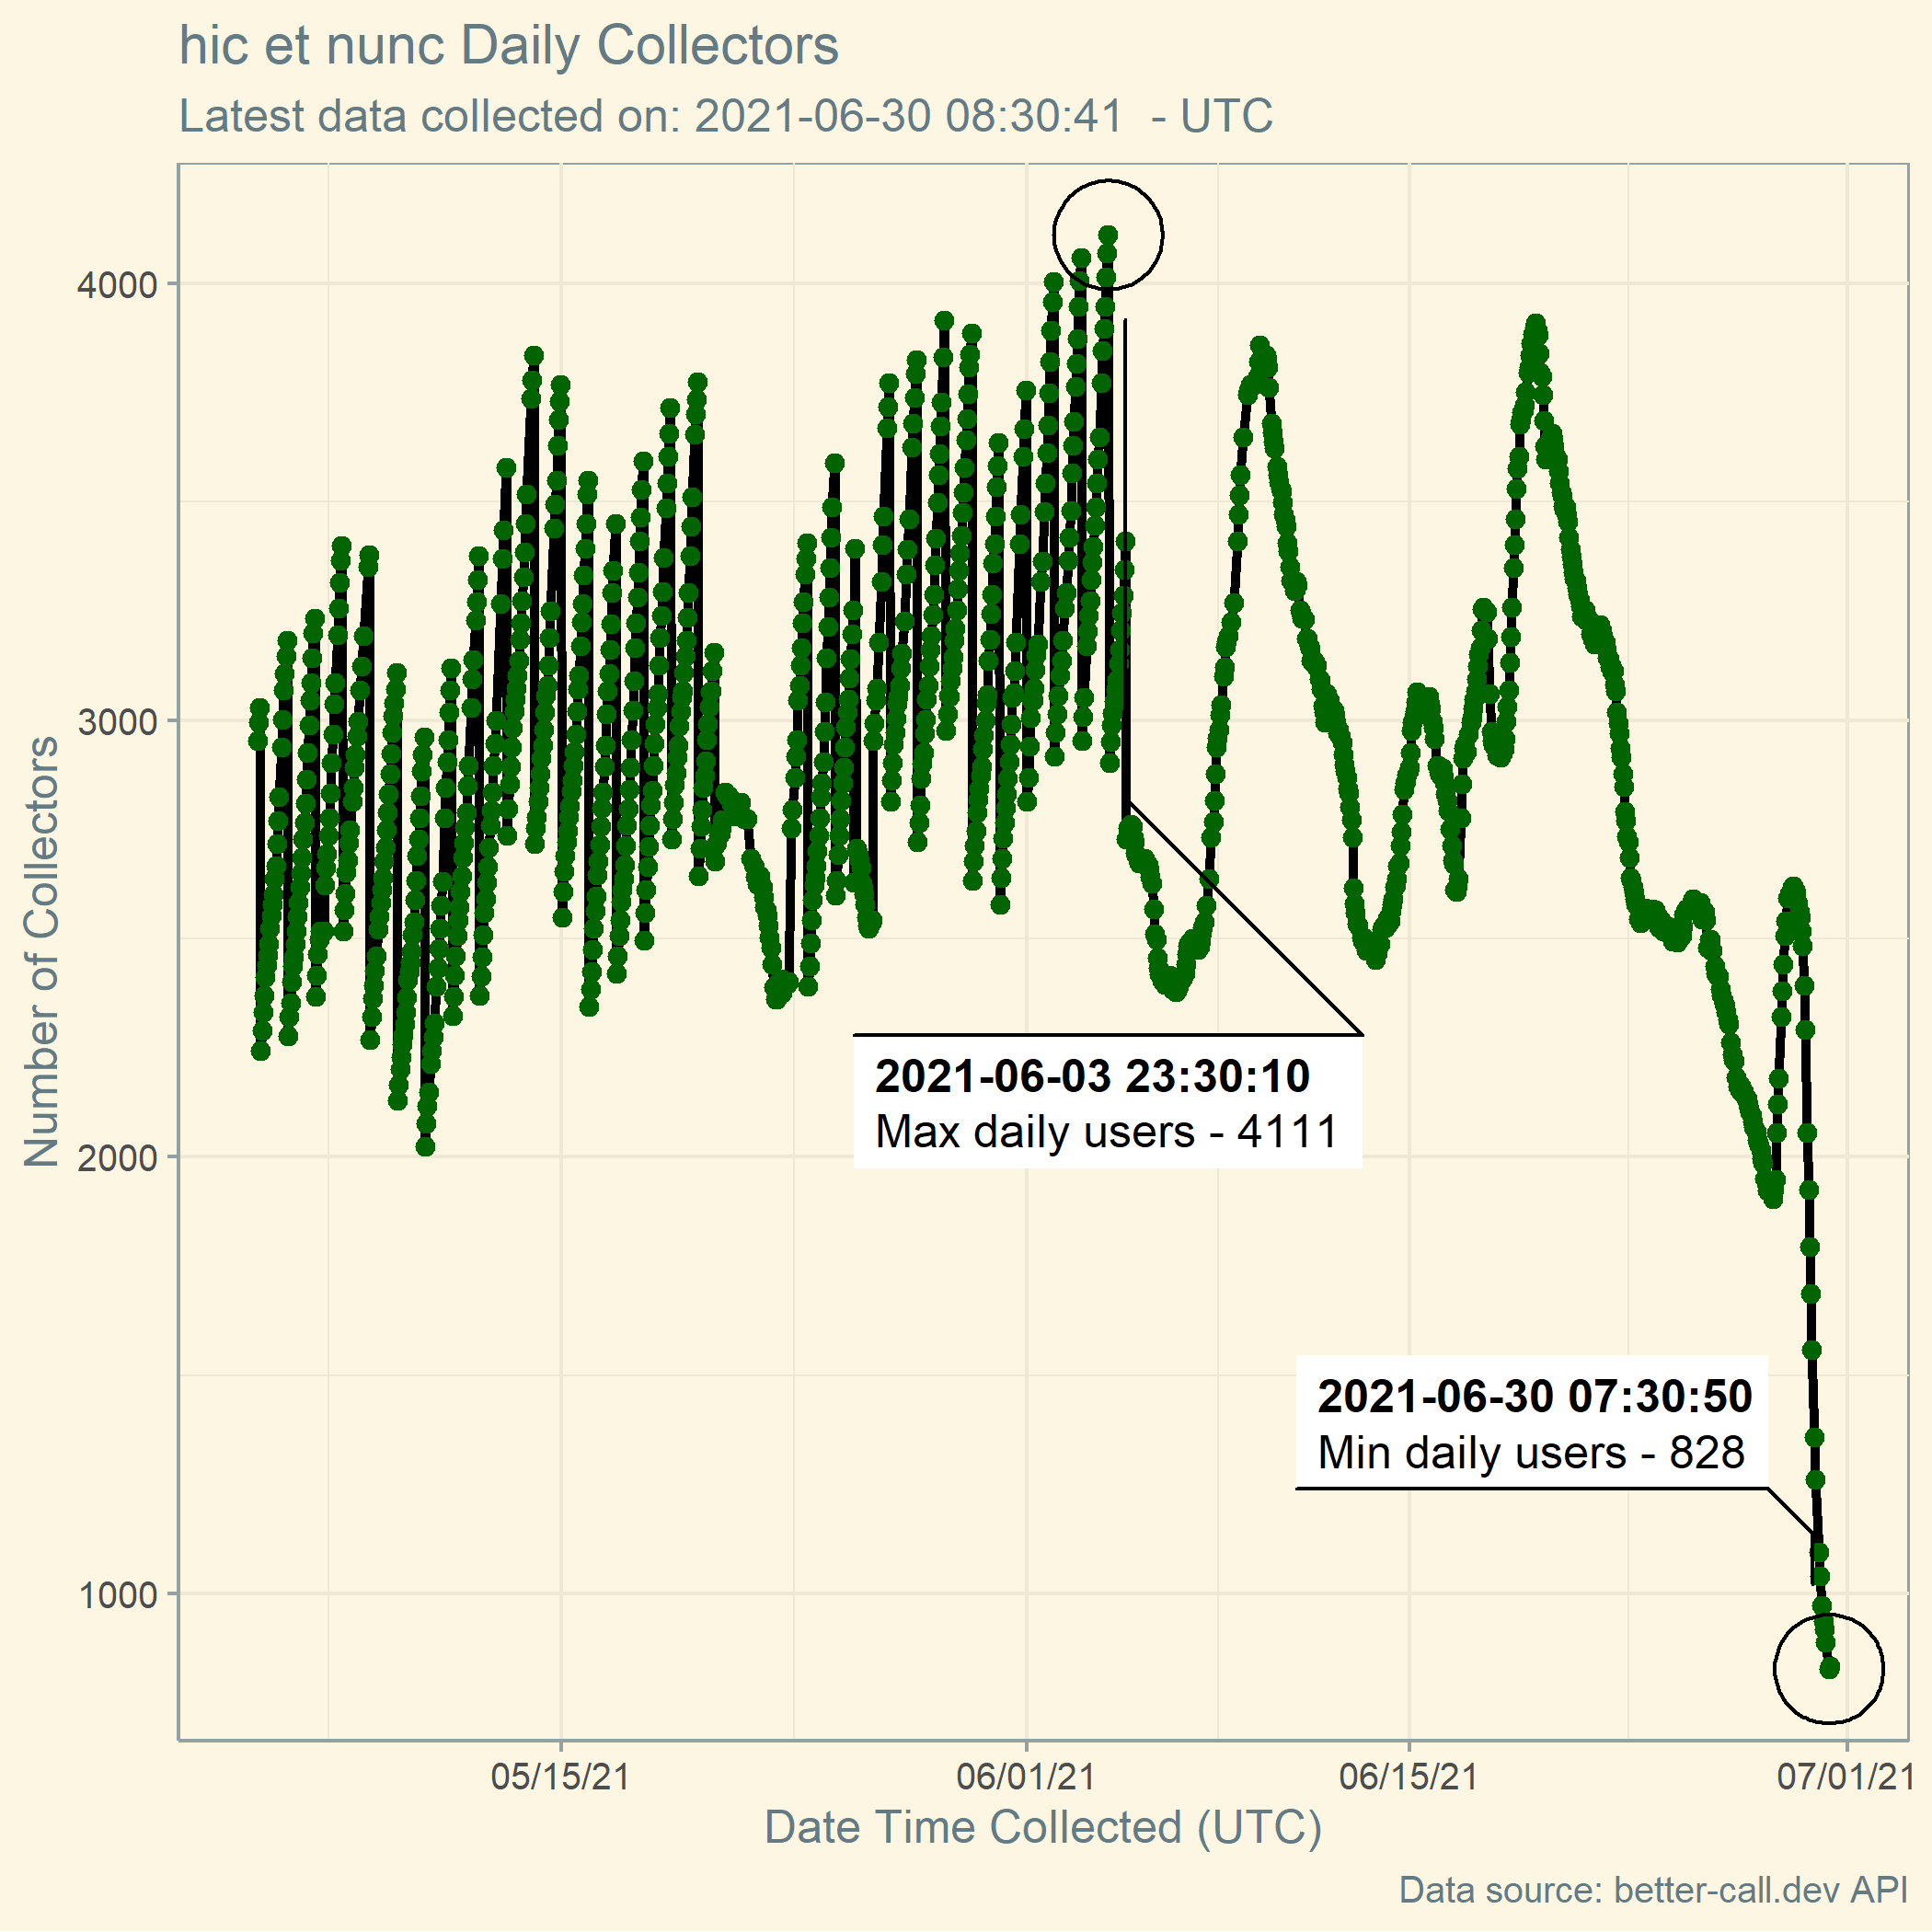 hic et nunc Daily Collectors
Latest data collected on: 2021-06-30 08:30:41  - UTC
Number of Collectors
4000
3000
2000
1000
2021-06-03 23:30:10
Max daily users - 4111
2021-06-30 07:30:50
Min daily users - 828
05/15/21
06/01/21
06/15/21
07/01/21
Date Time Collected (UTC)
Data source: better-call.dev API